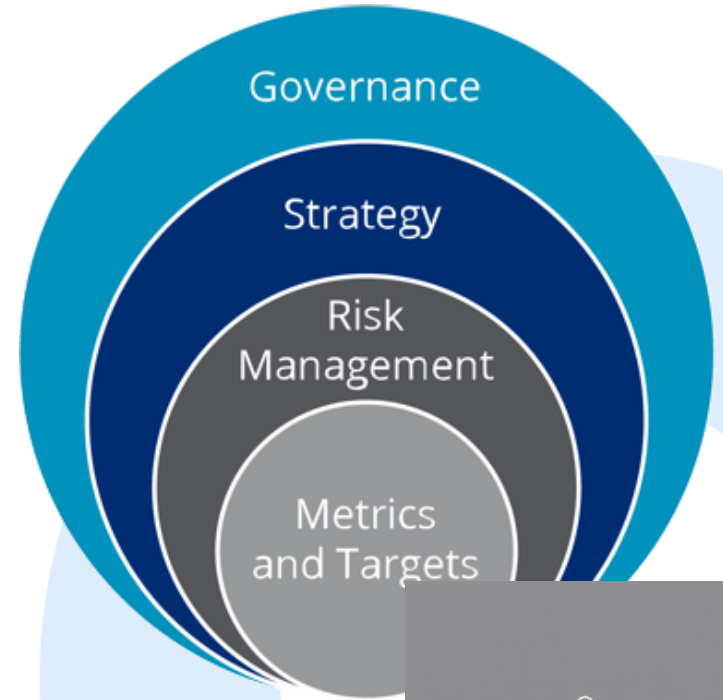 Governance
Strategy
Risk
Management
Metrics
and Targets